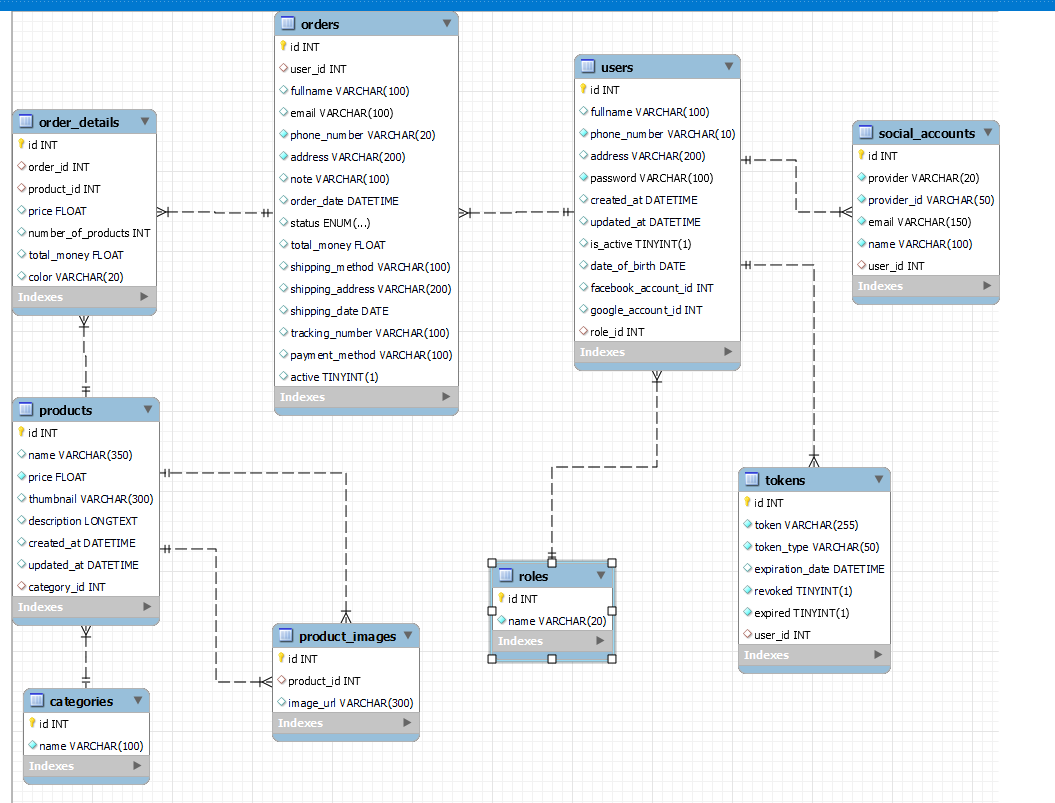 orders
id INT
user_id INT
fullname VARCHAR(100)
email VARCHAR(100)
phone_number VARCHAR(20)
address VARCHAR(200)
note VARCHAR(100)
order_date DATETIME
status ENUM(...)
total_money FLOAT
shipping_method VARCHAR(100)
shipping_address VARCHAR(200)
shipping_date DATE
tracking_number VARCHAR(100)
payment_method VARCHAR(100)
active TINYINT(1)
Indexes
users
id INT
fullname VARCHAR(100)
phone_number VARCHAR(10)
address VARCHAR(200)
password VARCHAR(100)
created_at DATETIME
updated_at DATETIME
is_active TINYINT(1)
date_of_birth DATE
facebook_account_id INT
google_account_id INT
role_id INT
Indexes
order_details
id INT
order_id INT
product_id INT
price FLOAT
number_of_products INT
total_money FLOAT
color VARCHAR(20)
Indexes
social_accounts
id INT
provider VARCHAR(20)
provider_id VARCHAR(50)
email VARCHAR(150)
name VARCHAR(100)
user_id INT
Indexes
products
id INT
name VARCHAR(350)
price FLOAT
thumbnail VARCHAR(300)
description LONGTEXT
created_at DATETIME
updated_at DATETIME
category_id INT
Indexes
tokens
id INT
token VARCHAR(255)
token_type VARCHAR(50)
expiration_date DATETIME
revoked TINYINT(1)
expired TINYINT(1)
user_id INT
Indexes
roles
id INT
name VARCHAR(20)
Indexes
product_images
id INT
product_id INT
image_url VARCHAR(300)
Indexes
categories
id INT
name VARCHAR(100)
Indexes